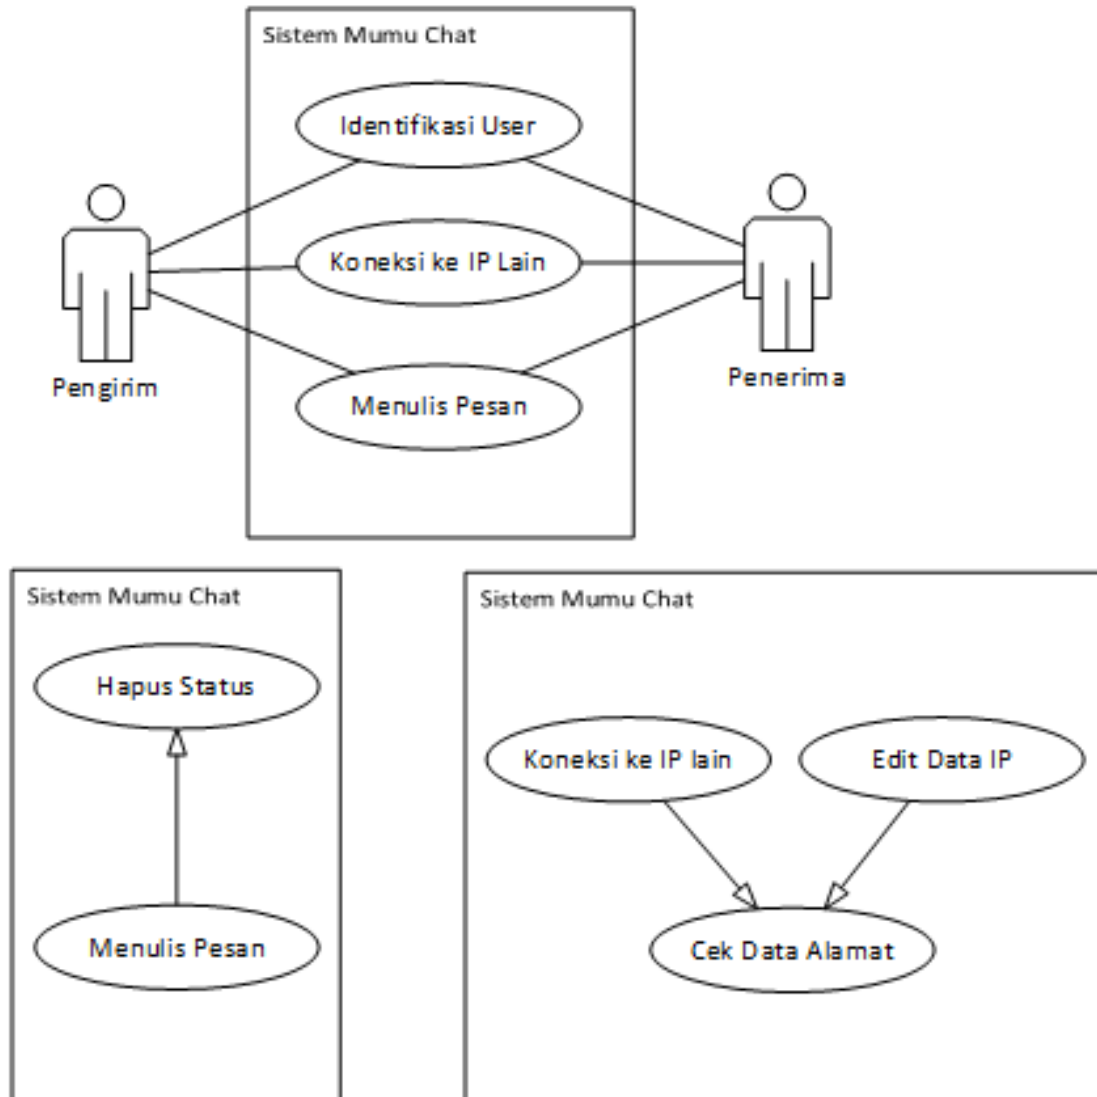 Sistem Mumu Chat
Identifikasi User
Koneksi ke IP Lain
Menulis Pesan
Pengirim
Penerima
Sistem Mumu Chat
Hapus Status
Menulis Pesan
Sistem Mumu Chat
Koneksi ke IP lain
Edit Data IP
Cek Data Alamat